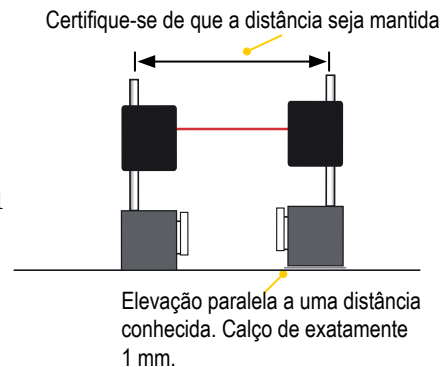 Certifique-se de que a distância seja mantida
Elevação paralela a uma distância
conhecida. Calço de exatamente
1 mm.